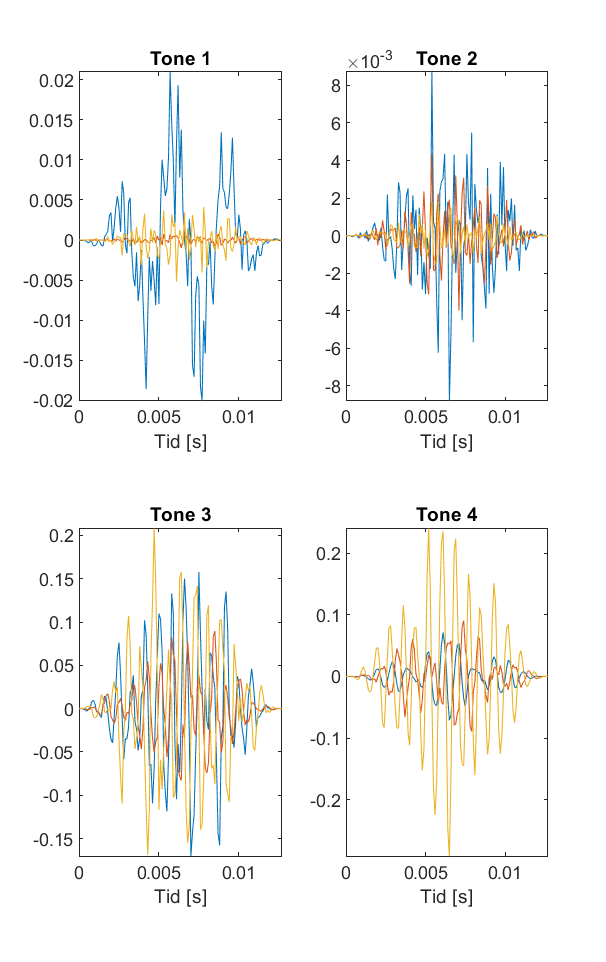 Tone 1
0.02
0.015
0.01
0.005
0
-0.005
-0.01
-0.015
-0.02
0 0.005 0.01
Tid [s]
×10⁻³ Tone 2
8
6
4
2
0
-2
-4
-6
-8
0 0.005 0.01
Tid [s]
Tone 3
0.2
0.15
0.1
0.05
0
-0.05
-0.1
-0.15
0 0.005 0.01
Tid [s]
Tone 4
0.2
0.1
0
-0.1
-0.2
0 0.005 0.01
Tid [s]